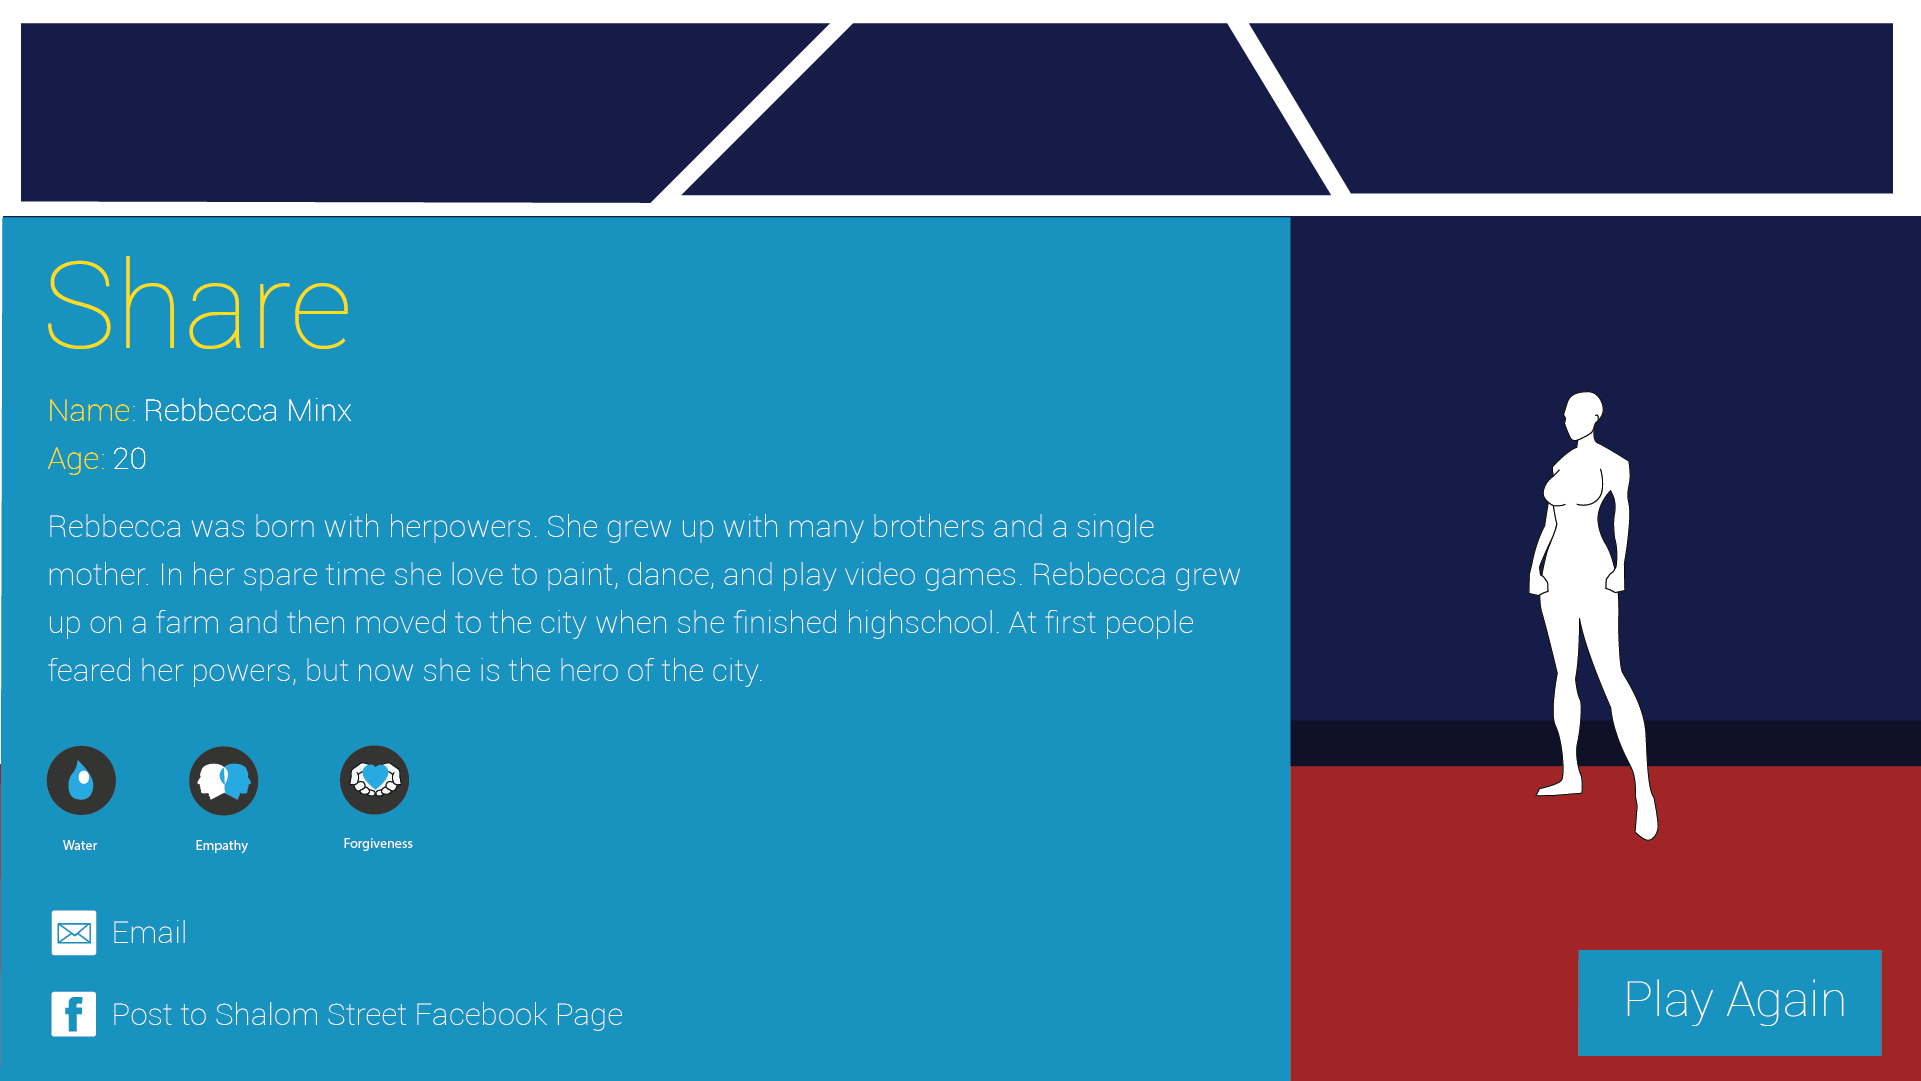 Share
Name: Rebbecca Minx
Age: 20
Rebbecca was born with herpowers. She grew up with many brothers and a single
mother. In her spare time she love to paint, dance, and play video games. Rebbecca grew
up on a farm and then moved to the city when she finished highschool. At first people
feared her powers, but now she is the hero of the city.
Water Empathy Forgiveness
Email
Post to Shalom Street Facebook Page
Play Again